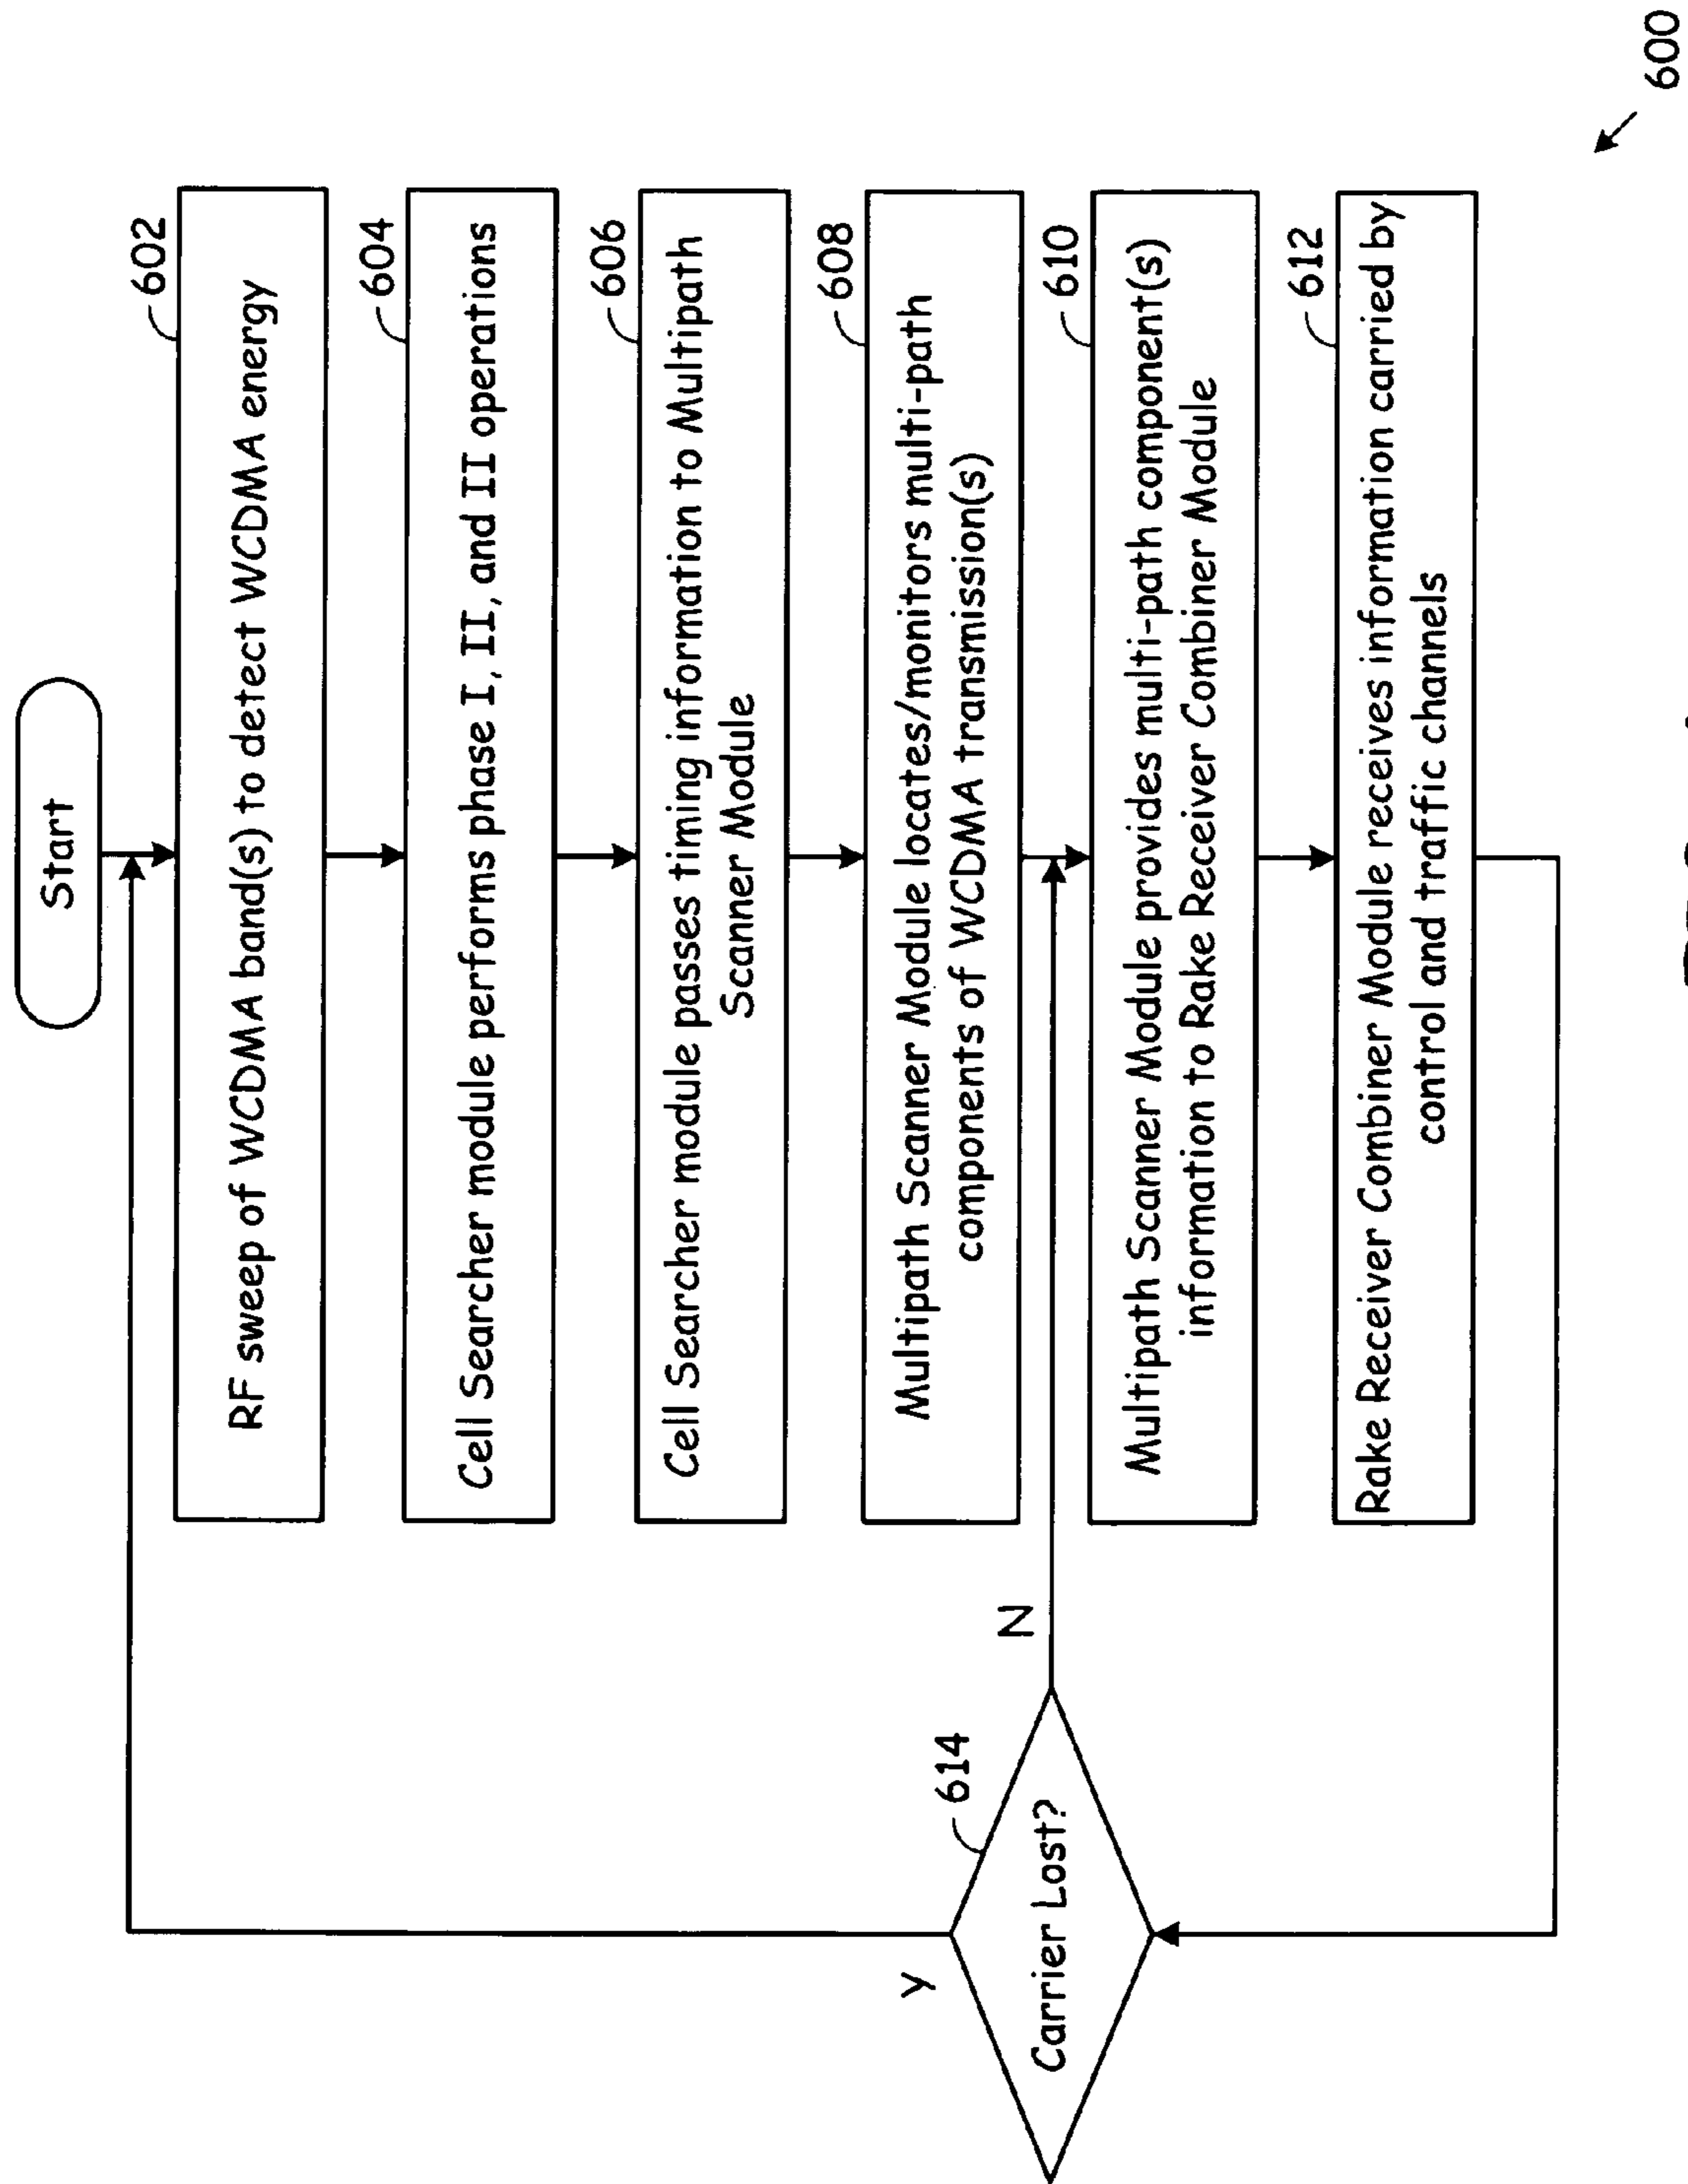 Start
602
RF sweep of WCDMA band(s) to detect WCDMA energy
604
Cell Searcher module performs phase I, II, and II operations
606
Cell Searcher module passes timing information to Multipath
Scanner Module
608
Multipath Scanner Module locates/monitors multi-path
components of WCDMA transmission(s)
610
Multipath Scanner Module provides multi-path component(s)
information to Rake Receiver Combiner Module
612
Rake Receiver Combiner Module receives information carried by
control and traffic channels
614
Carrier Lost?
Y
N
600